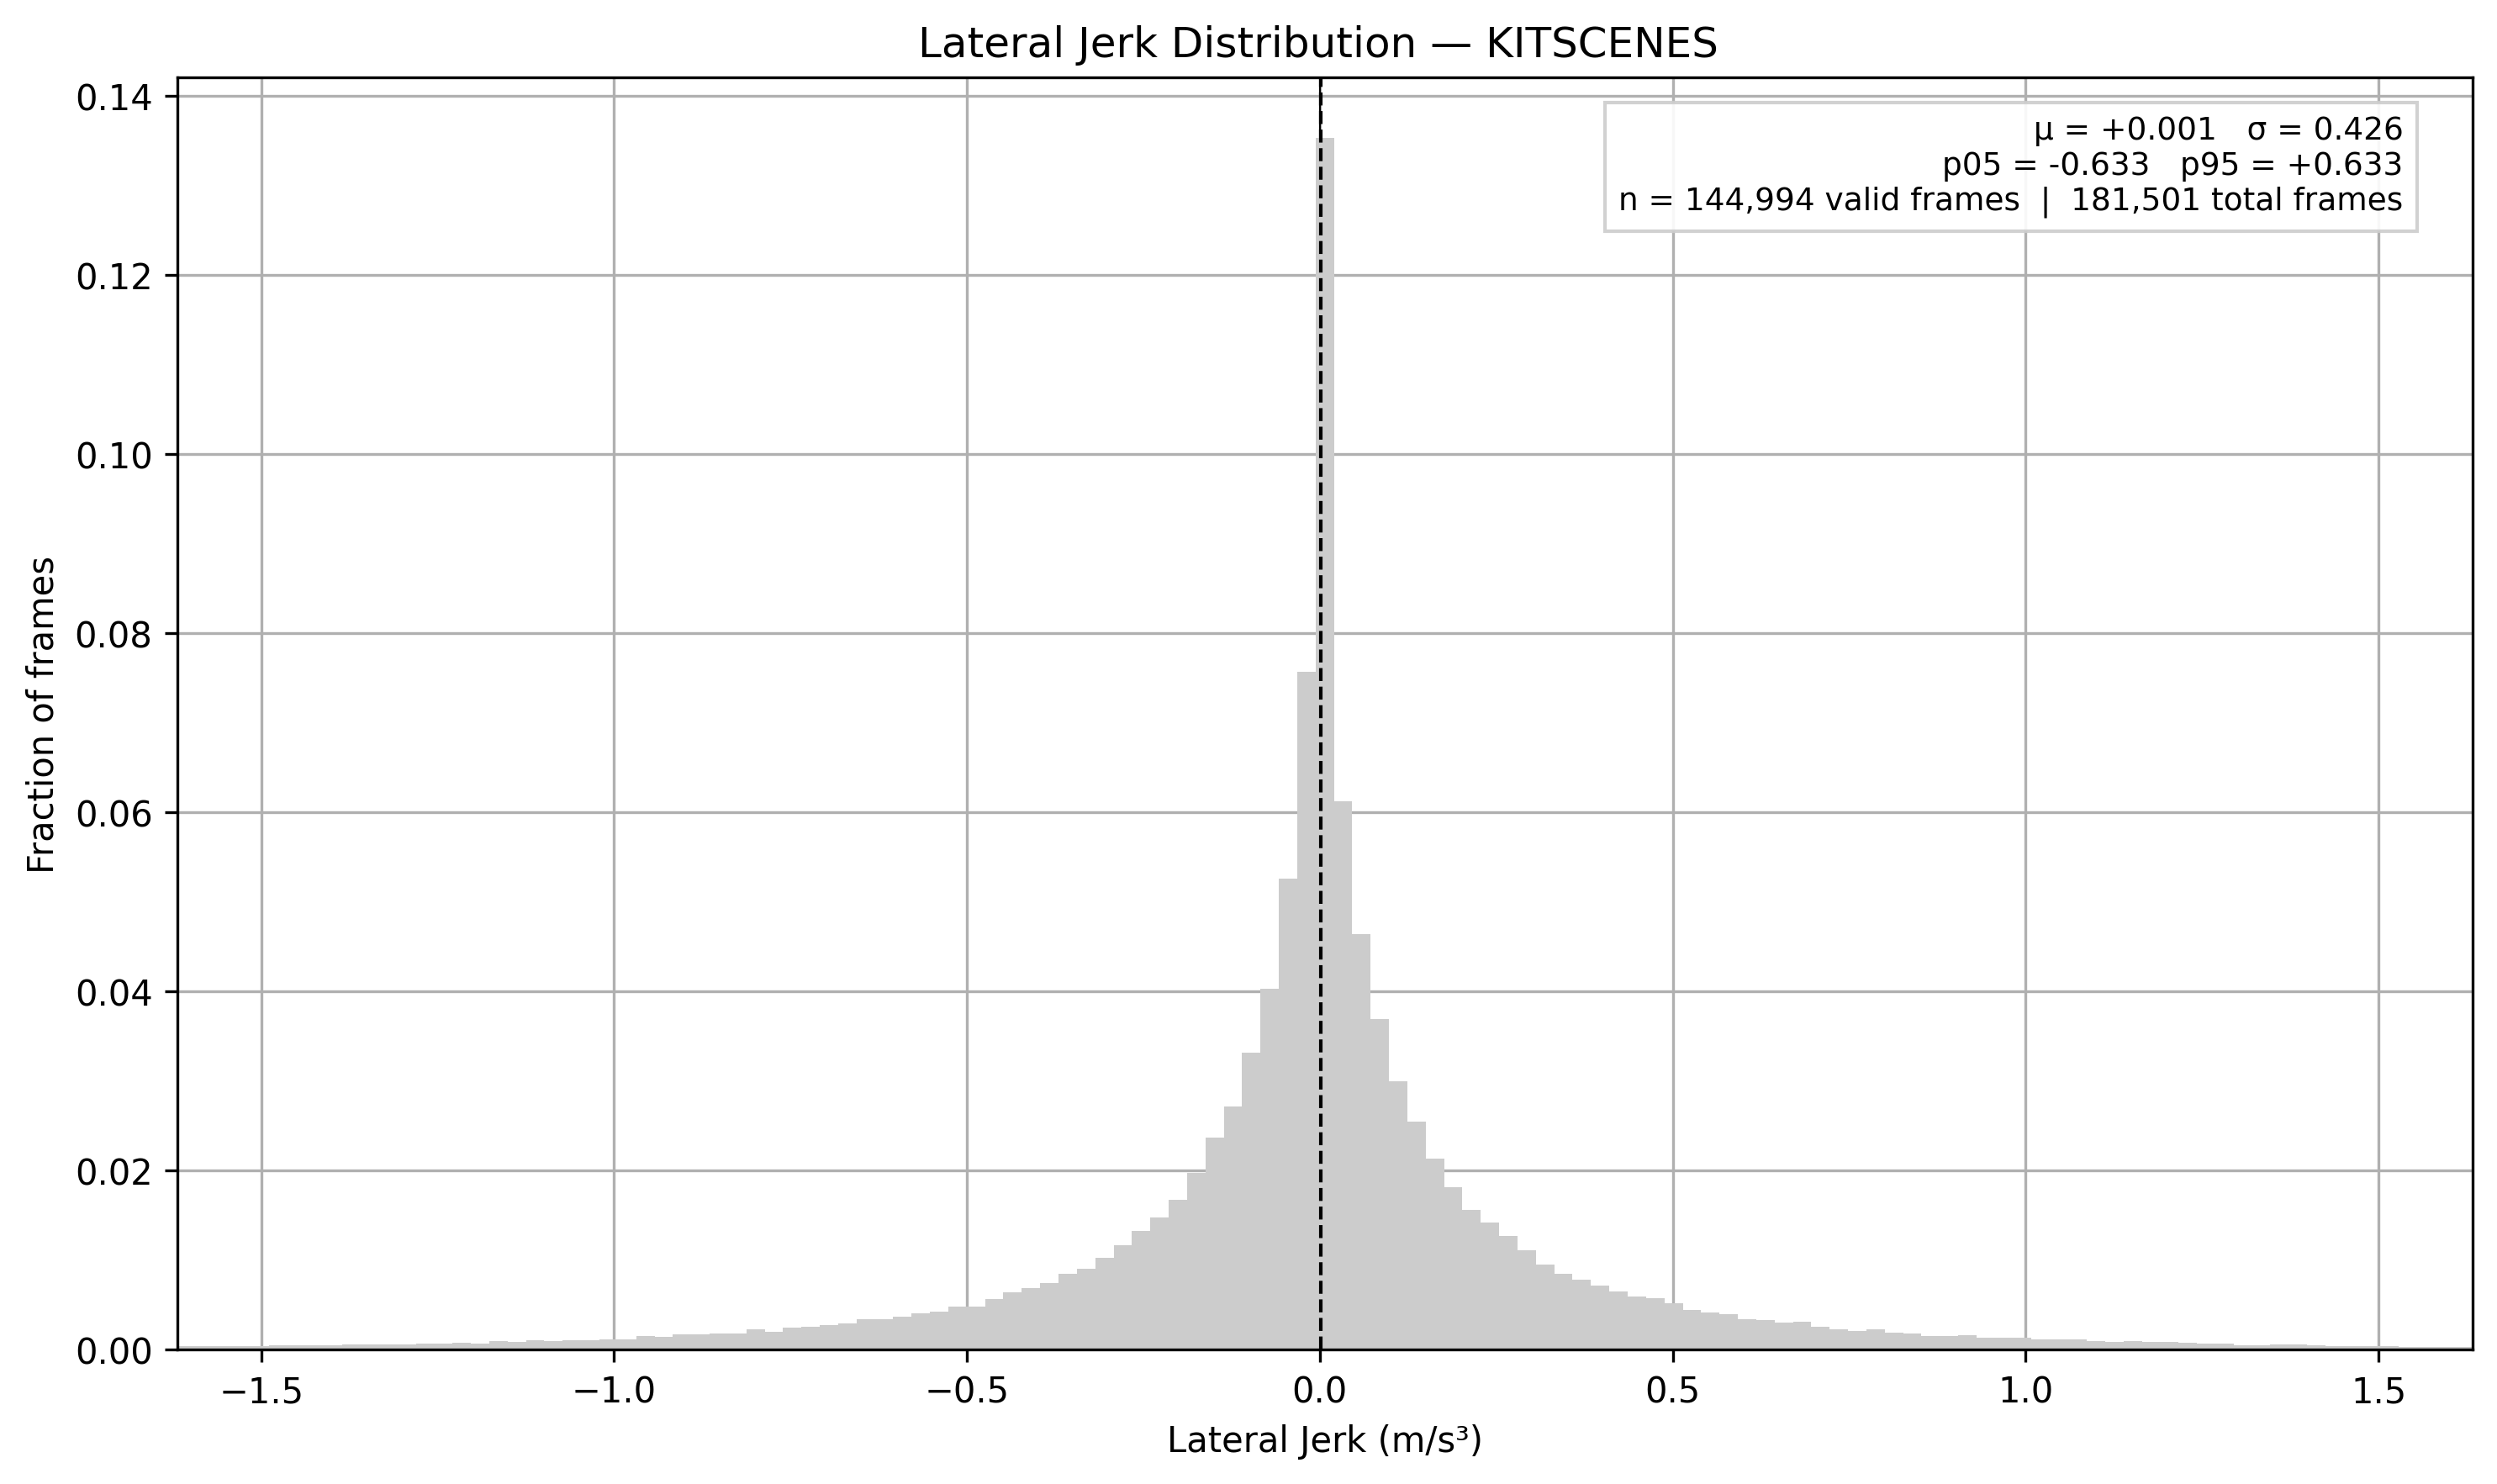 Lateral Jerk Distribution — KITSCENES
μ = +0.001   σ = 0.426
p05 = -0.633   p95 = +0.633
n = 144,994 valid frames  |  181,501 total frames
Fraction of frames
0.14
0.12
0.10
0.08
0.06
0.04
0.02
0.00
−1.5 −1.0 −0.5 0.0 0.5 1.0 1.5
Lateral Jerk (m/s³)